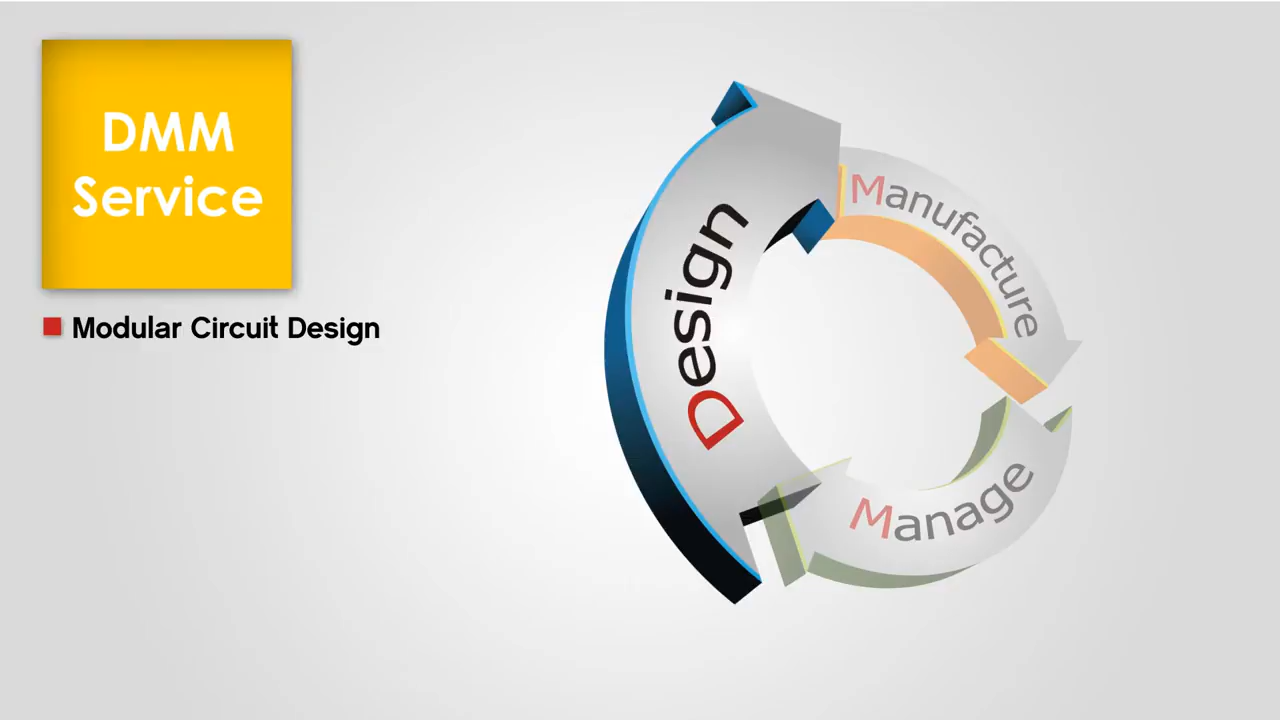 DMM
Service
Modular Circuit Design
Design
Manufacture
Manage